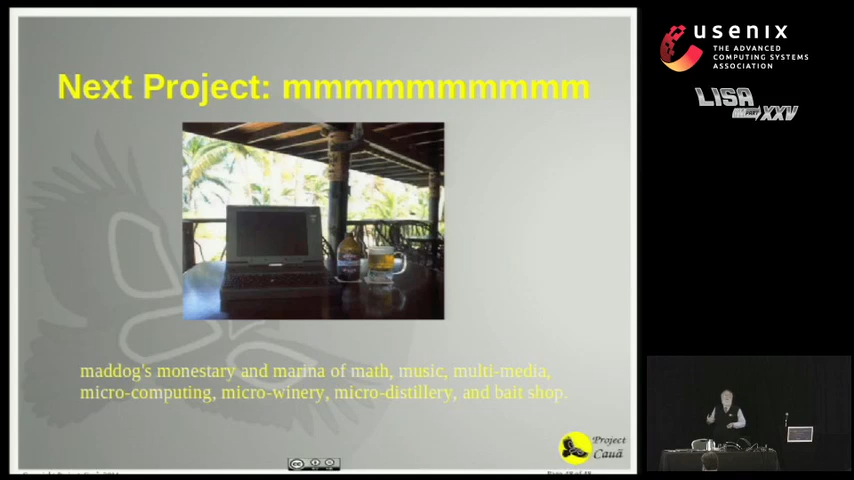 Next Project: mmmmmmmmmm
maddog's monestary and marina of math, music, multi-media,
micro-computing, micro-winery, micro-distillery, and bait shop.
Project
Cauã
usenix
THE ADVANCED
COMPUTING SYSTEMS
ASSOCIATION
LISA
XXV